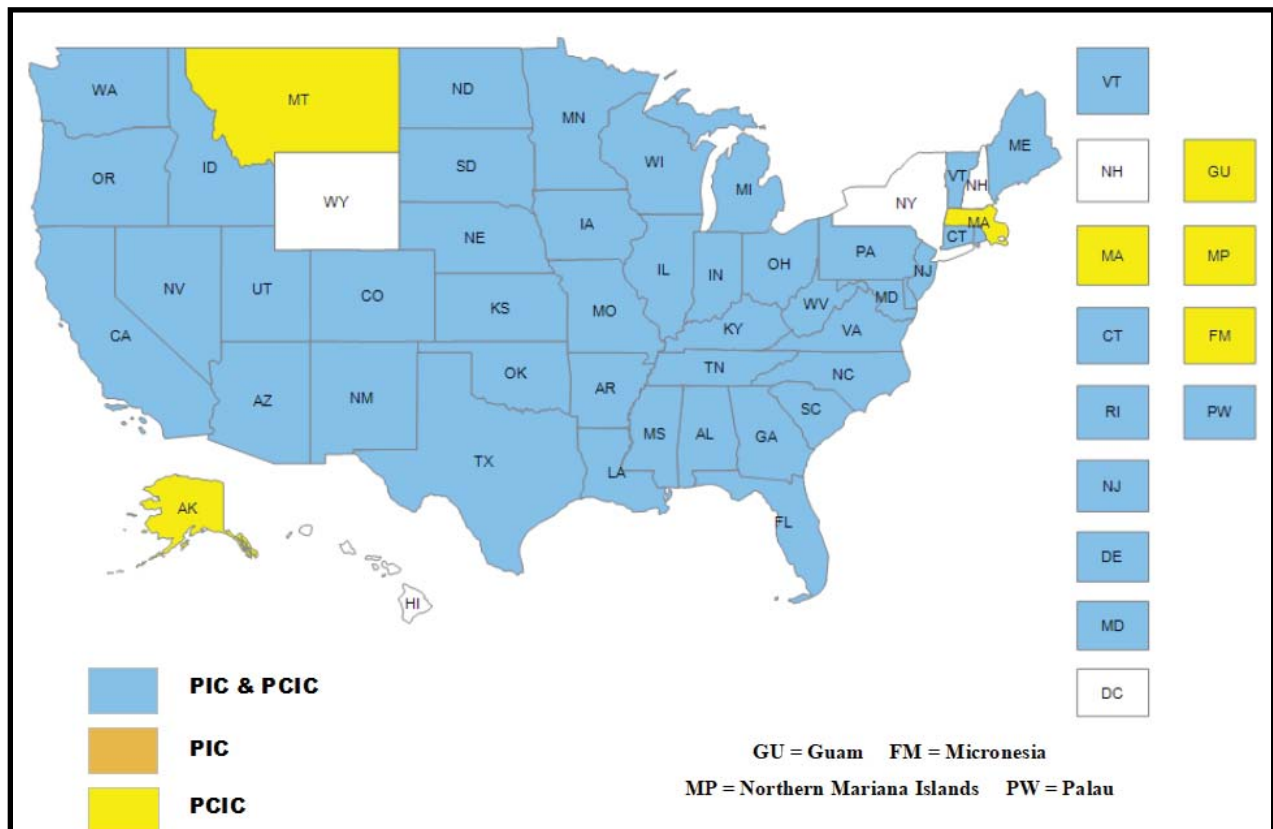 WA
MT
ND
MN
ME
VT
OR
ID
SD
WI
MI
VT
NH
NH
GU
WY
NY
NE
IA
MA
CT
PA
MA
MP
NV
UT
CO
IL
IN
OH
NJ
CA
KS
MO
WV
MD
VA
KY
CT
FM
AZ
NM
OK
AR
TN
NC
SC
RI
PW
MS
AL
GA
TX
LA
NJ
AK
FL
DE
HI
MD
DC
PIC & PCIC
PIC
PCIC
GU = Guam FM = Micronesia
MP = Northern Mariana Islands PW = Palau